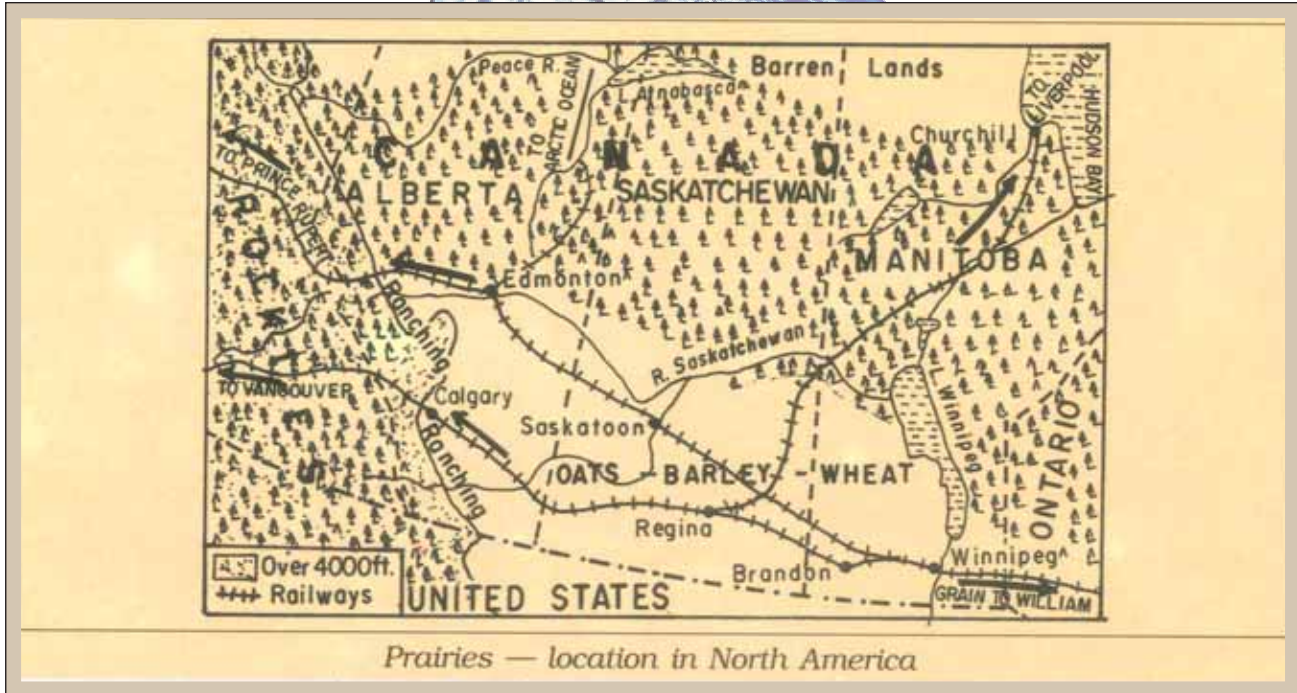 Peace R.
Athabasca
Barren Lands
TO ARCTIC OCEAN
TO LIVERPOOL
HUDSON BAY
Churchill
CANADA
TO PRINCE RUPERT
ALBERTA
SASKATCHEWAN
MANITOBA
ROCKIES
Edmonton
Ranching
R. Saskatchewan
TO VANCOUVER
Calgary
L. Winnipeg
Saskatoon
Ranching
OATS - BARLEY - WHEAT
ONTARIO
Regina
Winnipeg
Brandon
Over 4000ft.
Railways
UNITED STATES
GRAIN TO WILLIAM
Prairies — location in North America